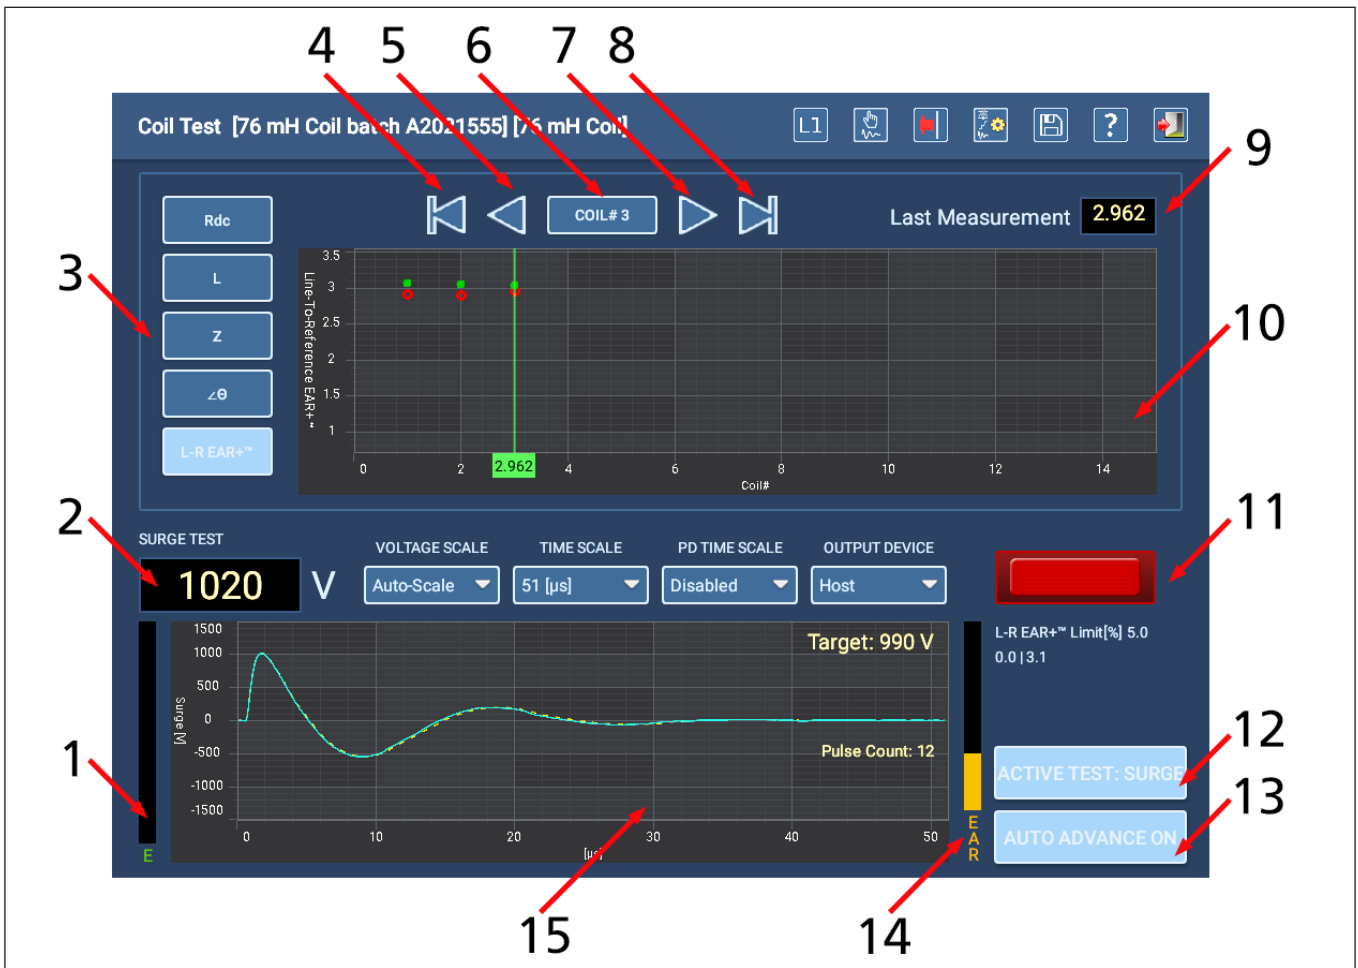 4 5 6 7 8
Coil Test [76 mH Coil batch A2021555] [76 mH Coil]
L1
?
9
COIL# 3
Last Measurement 2.962
3
Rdc
L
Z
∠Θ
L-R EAR+™
Line-To-Reference EAR+™
3.5
3
2.5
2
1.5
1
0 2 2.962 4 6 8 10 12 14
Coil#
10
2
SURGE TEST
1020 V
VOLTAGE SCALE TIME SCALE PD TIME SCALE OUTPUT DEVICE
Auto-Scale 51 [µs] Disabled Host
11
L-R EAR+™ Limit[%] 5.0
0.0 | 3.1
Target: 990 V
Pulse Count: 12
Surge [V]
1500
1000
500
0
-500
-1000
-1500
0 10 20 30 40 50
[µs]
1
E
EAR
12
ACTIVE TEST: SURGE
13
AUTO ADVANCE ON
14
15